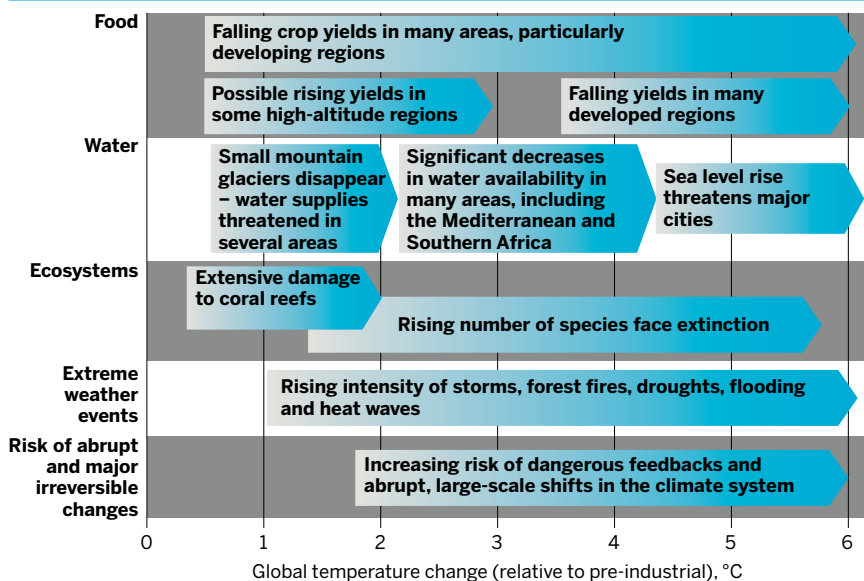 Food
Falling crop yields in many areas, particularly
developing regions
Possible rising yields in
some high-altitude regions
Falling yields in many
developed regions
Water
Small mountain
glaciers disappear
– water supplies
threatened in
several areas
Significant decreases
in water availability in
many areas, including
the Mediterranean and
Southern Africa
Sea level rise
threatens major
cities
Ecosystems
Extensive damage
to coral reefs
Rising number of species face extinction
Extreme
weather
events
Rising intensity of storms, forest fires, droughts, flooding
and heat waves
Risk of abrupt
and major
irreversible
changes
Increasing risk of dangerous feedbacks and
abrupt, large-scale shifts in the climate system
0 1 2 3 4 5 6
Global temperature change (relative to pre-industrial), °C